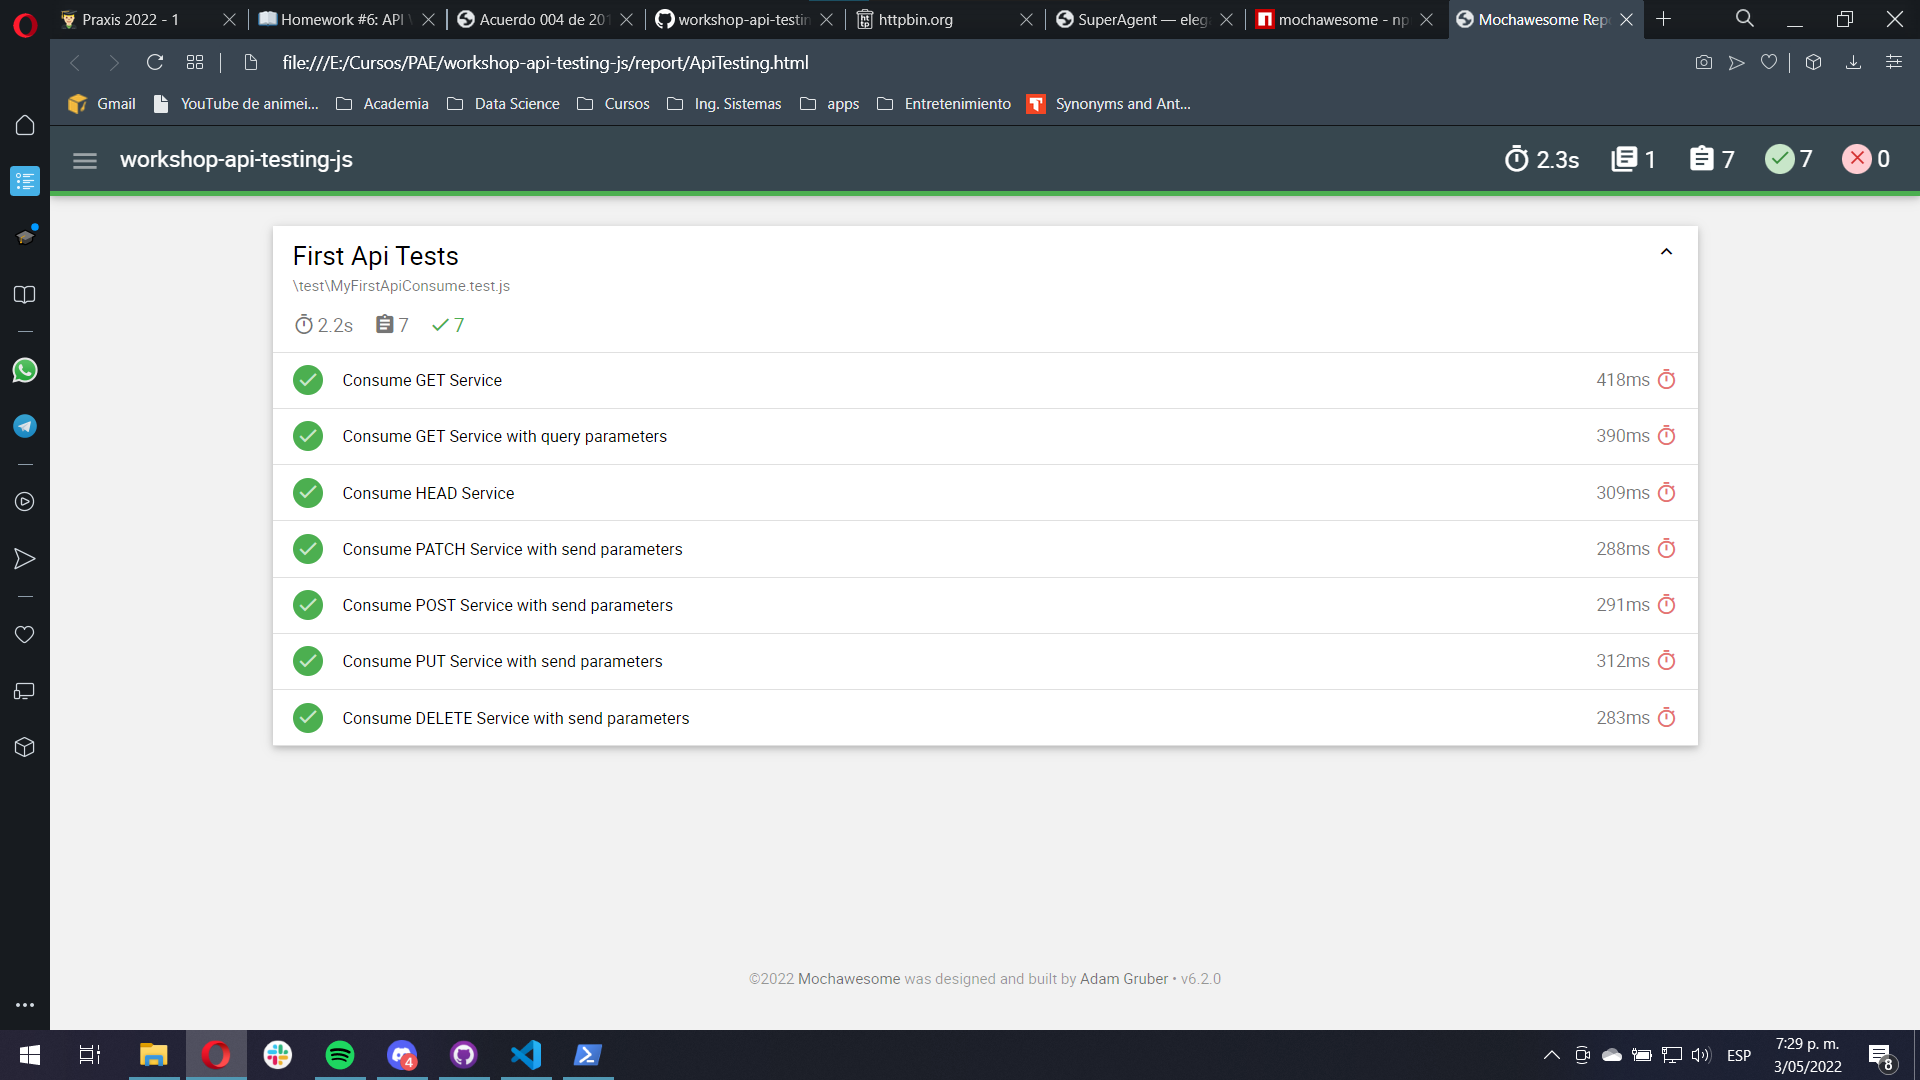 Praxis 2022 - 1
Homework #6: API
Acuerdo 004 de 201
workshop-api-testin
httpbin.org
SuperAgent — eleg
mochawesome - np
Mochawesome Rep
file:///E:/Cursos/PAE/workshop-api-testing-js/report/ApiTesting.html
Gmail
YouTube de animei...
Academia
Data Science
Cursos
Ing. Sistemas
apps
Entretenimiento
Synonyms and Ant...
workshop-api-testing-js
2.3s
1
7
7
0
First Api Tests
\test\MyFirstApiConsume.test.js
2.2s
7
7
Consume GET Service
418ms
Consume GET Service with query parameters
390ms
Consume HEAD Service
309ms
Consume PATCH Service with send parameters
288ms
Consume POST Service with send parameters
291ms
Consume PUT Service with send parameters
312ms
Consume DELETE Service with send parameters
283ms
©2022 Mochawesome was designed and built by Adam Gruber • v6.2.0
4
ESP
7:29 p. m.
3/05/2022
8